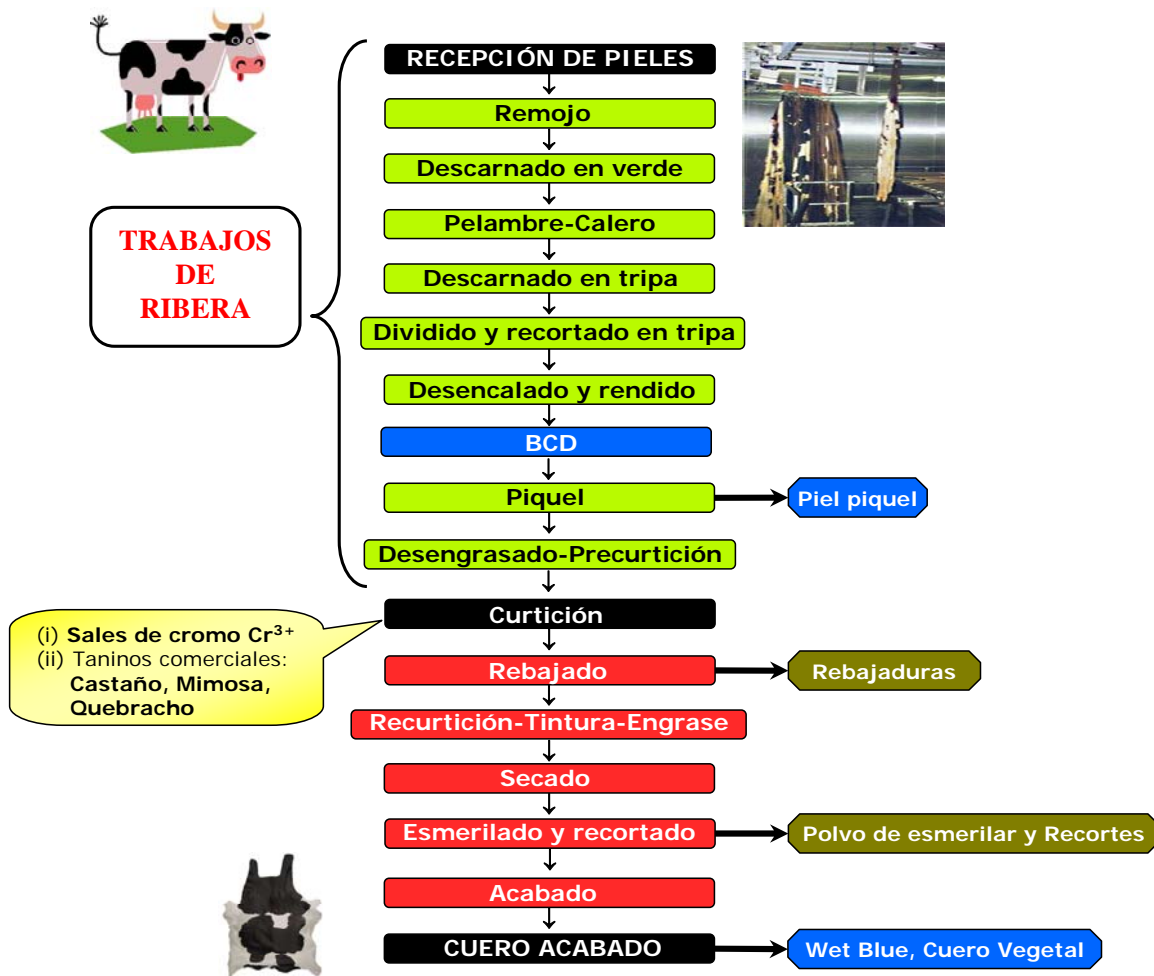 RECEPCIÓN DE PIELES
Remojo
Descarnado en verde
Pelambre-Calero
TRABAJOS
DE
RIBERA
Descarnado en tripa
Dividido y recortado en tripa
Desencalado y rendido
BCD
Piquel
Piel piquel
Desengrasado-Precurtición
Curtición
(i) Sales de cromo Cr³⁺
(ii) Taninos comerciales:
Castaño, Mimosa,
Quebracho
Rebajado
Rebajaduras
Recurtición-Tintura-Engrase
Secado
Esmerilado y recortado
Polvo de esmerilar y Recortes
Acabado
CUERO ACABADO
Wet Blue, Cuero Vegetal